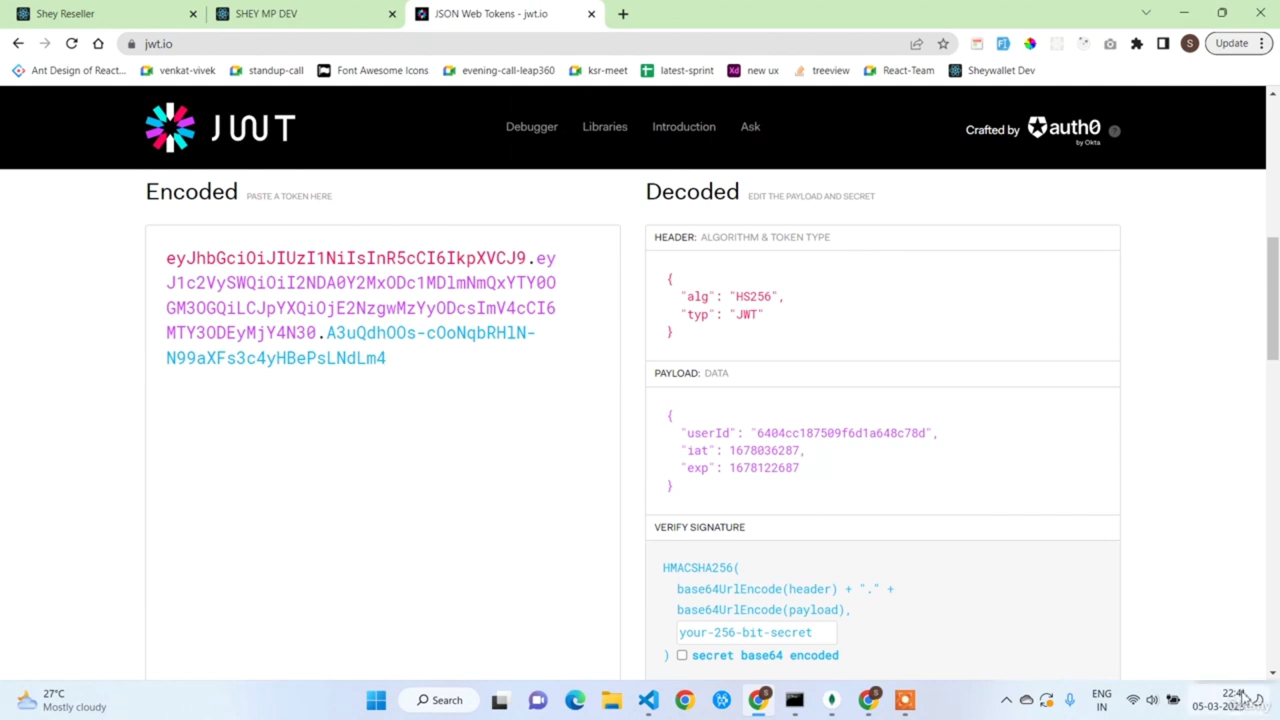 Shey Reseller
SHEY MP DEV
JSON Web Tokens - jwt.io
jwt.io
Update
Ant Design of React...
venkat-vivek
standup-call
Font Awesome Icons
evening-call-leap360
ksr-meet
latest-sprint
Xd new ux
treeview
React-Team
Sheywallet Dev
JWT
Debugger
Libraries
Introduction
Ask
Crafted by auth0
by Okta
Encoded PASTE A TOKEN HERE
Decoded EDIT THE PAYLOAD AND SECRET
eyJhbGciOiJIUzI1NiIsInR5cCI6IkpXVCJ9.ey
J1c2VySWQiOiI2NDA0Y2MxODc1MDlmNmQxYTY0O
GM3OGQiLCJpYXQiOjE2NzgwMzYyODcsImV4cCI6
MTY3ODEyMjY4N30.A3uQdhOOs-cOoNqbRHlN-
N99aXFs3c4yHBePsLNdLm4
HEADER: ALGORITHM & TOKEN TYPE
{
"alg": "HS256",
"typ": "JWT"
}
PAYLOAD: DATA
{
"userId": "6404cc187509f6d1a648c78d",
"iat": 1678036287,
"exp": 1678122687
}
VERIFY SIGNATURE
HMACSHA256(
base64UrlEncode(header) + "." +
base64UrlEncode(payload),
your-256-bit-secret
) secret base64 encoded
27°C
Mostly cloudy
Search
ENG
IN